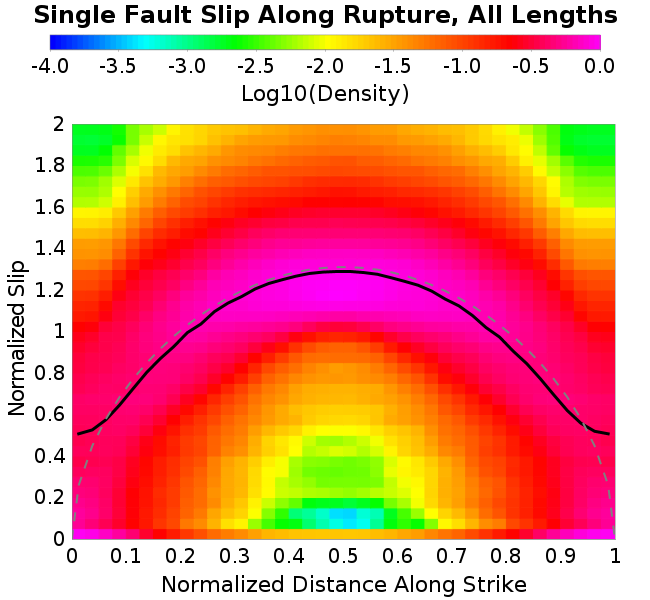 Single Fault Slip Along Rupture, All Lengths
-4.0 -3.5 -3.0 -2.5 -2.0 -1.5 -1.0 -0.5 0.0
Log10(Density)
Normalized Slip
2
1.8
1.6
1.4
1.2
1
0.8
0.6
0.4
0.2
0
0 0.1 0.2 0.3 0.4 0.5 0.6 0.7 0.8 0.9 1
Normalized Distance Along Strike